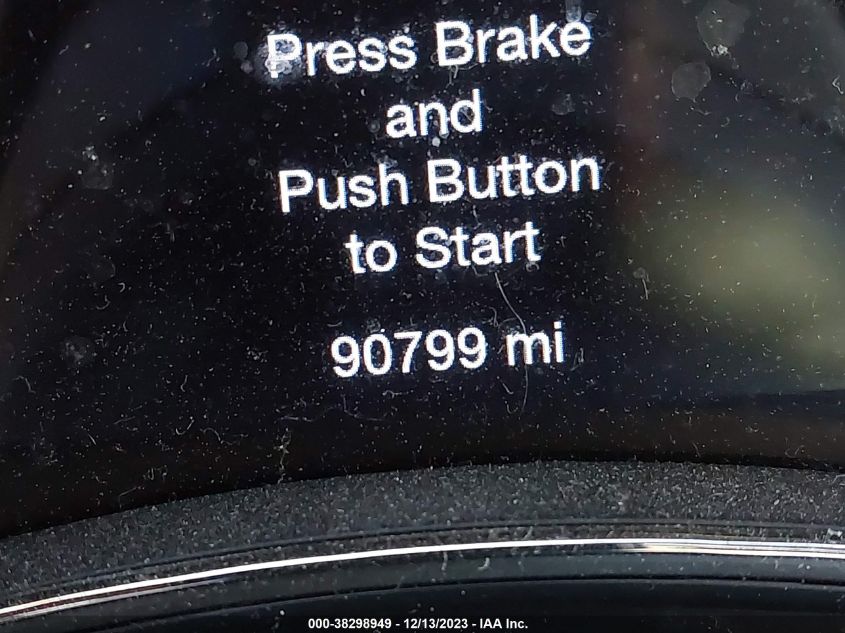 Press Brake
and
Push Button
to Start
90799 mi
000-38298949 - 12/13/2023 - IAA Inc.